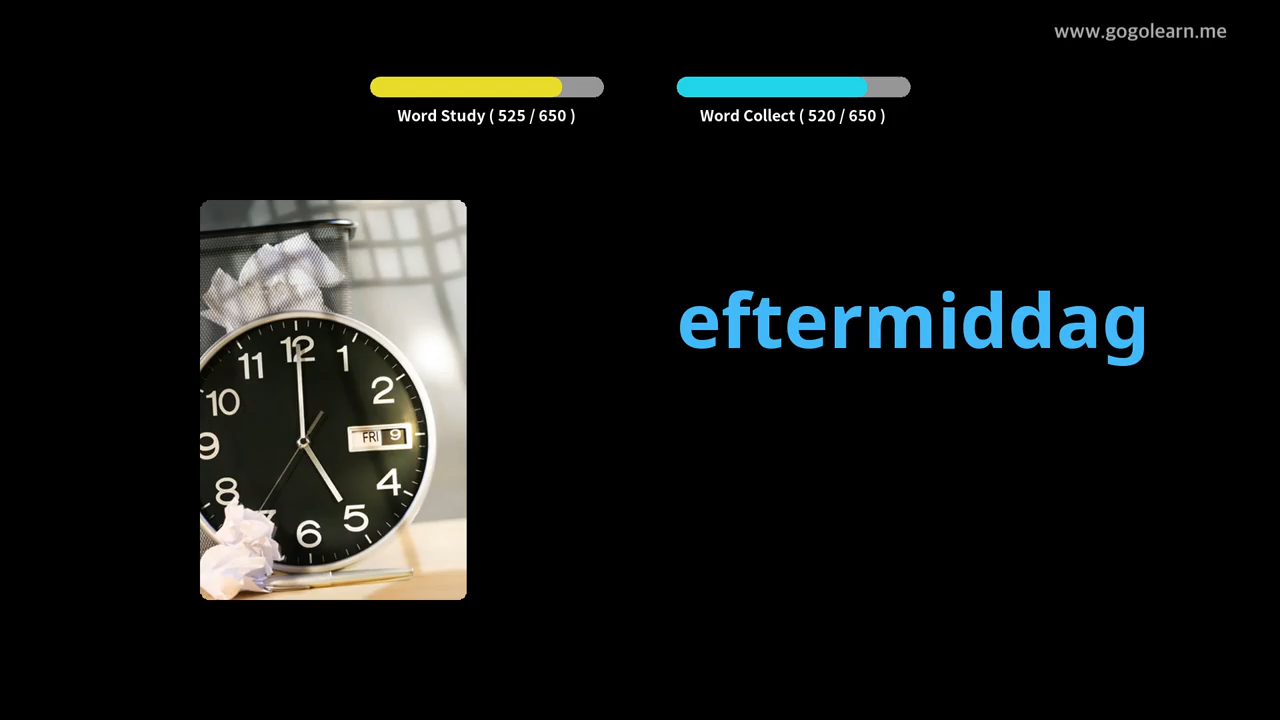 www.gogolearn.me
Word Study ( 525 / 650 )
Word Collect ( 520 / 650 )
eftermiddag
12
11
1
10
2
9
FRI 9
8
4
7
5
6